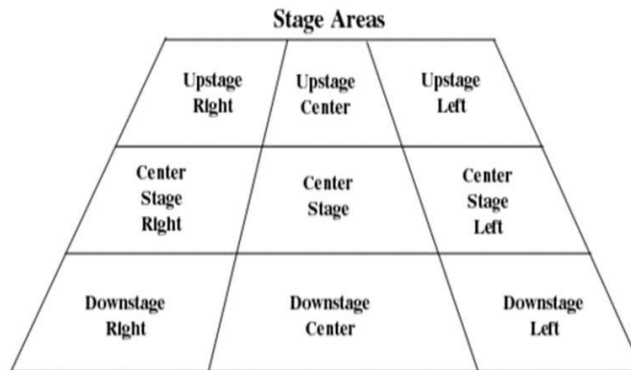 Stage Areas
Upstage
Right
Upstage
Center
Upstage
Left
Center
Stage
Right
Center
Stage
Center
Stage
Left
Downstage
Right
Downstage
Center
Downstage
Left